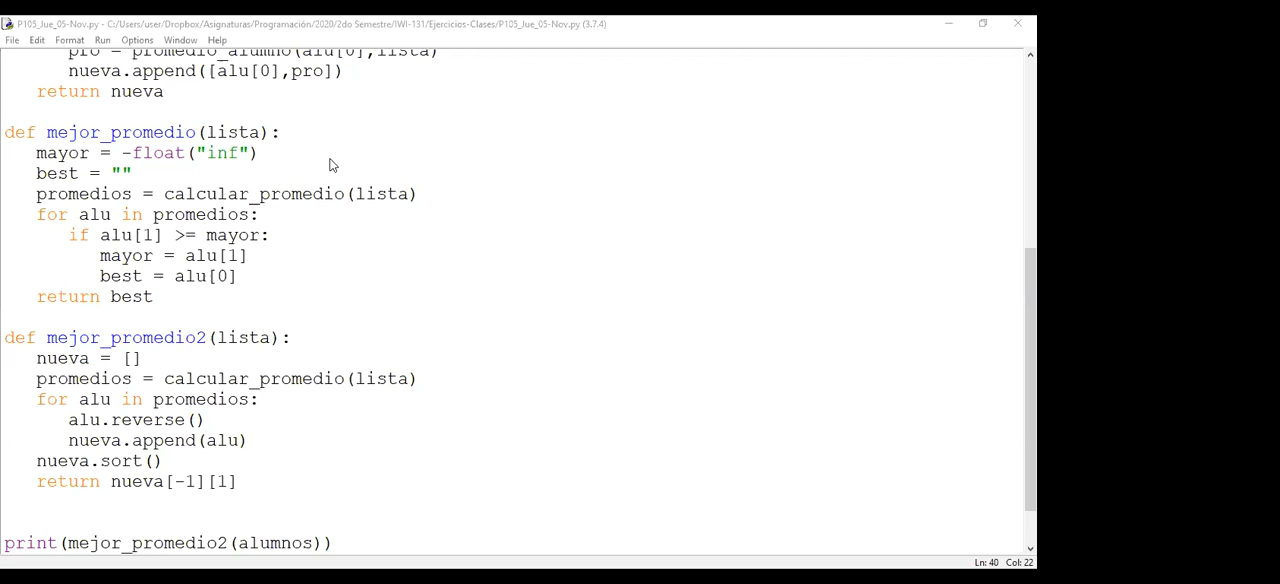 P105_Jue_05-Nov.py - C:/Users/user/Dropbox/Asignaturas/Programación/2020/2do Semestre/IWI-131/Ejercicios-Clases/P105_Jue_05-Nov.py (3.7.4)
File Edit Format Run Options Window Help
pro = promedio_alumno(alu[0],lista)
nueva.append([alu[0],pro])
return nueva
def mejor_promedio(lista):
mayor = -float("inf")
best = ""
promedios = calcular_promedio(lista)
for alu in promedios:
if alu[1] >= mayor:
mayor = alu[1]
best = alu[0]
return best
def mejor_promedio2(lista):
nueva = []
promedios = calcular_promedio(lista)
for alu in promedios:
alu.reverse()
nueva.append(alu)
nueva.sort()
return nueva[-1][1]
print(mejor_promedio2(alumnos))
Ln: 40 Col: 22